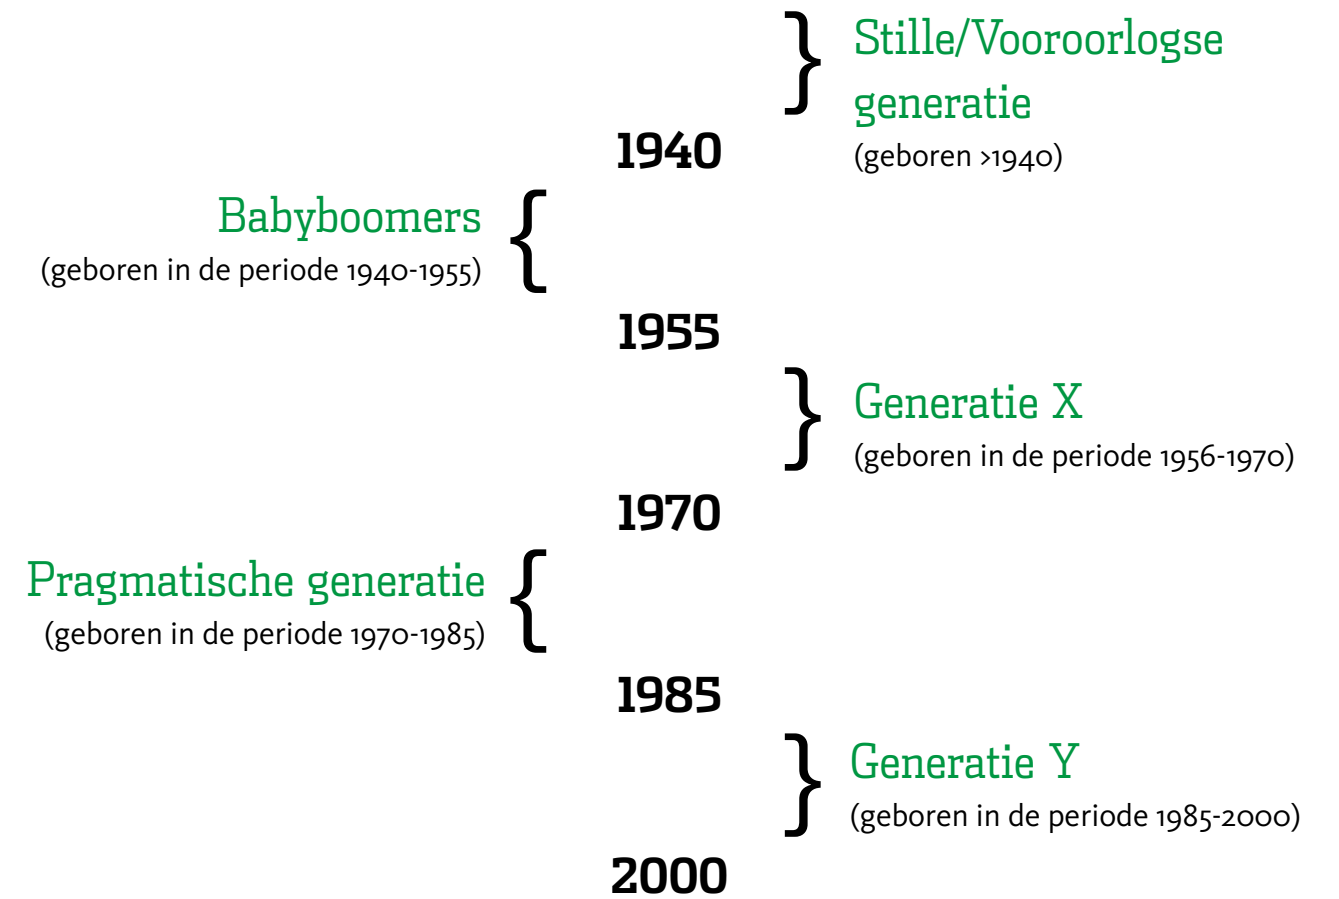 Stille/Vooroorlogse
generatie
(geboren >1940)
1940
Babyboomers
(geboren in de periode 1940-1955)
1955
Generatie X
(geboren in de periode 1956-1970)
1970
Pragmatische generatie
(geboren in de periode 1970-1985)
1985
Generatie Y
(geboren in de periode 1985-2000)
2000